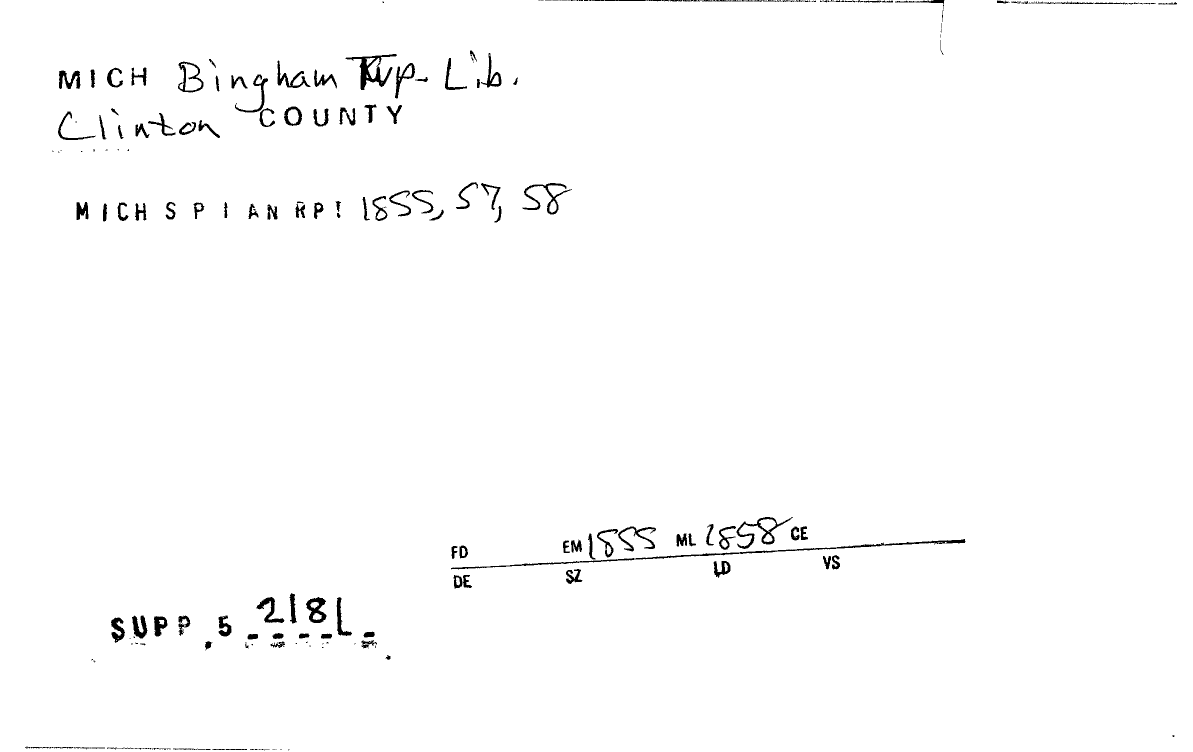 MICH Bingham Twp- Lib.
Clinton COUNTY
MICH S P I AN RPT 1855, 57, 58
FD EM 1855 ML 1858 CE
DE SZ LD VS
SUPP.5 218L